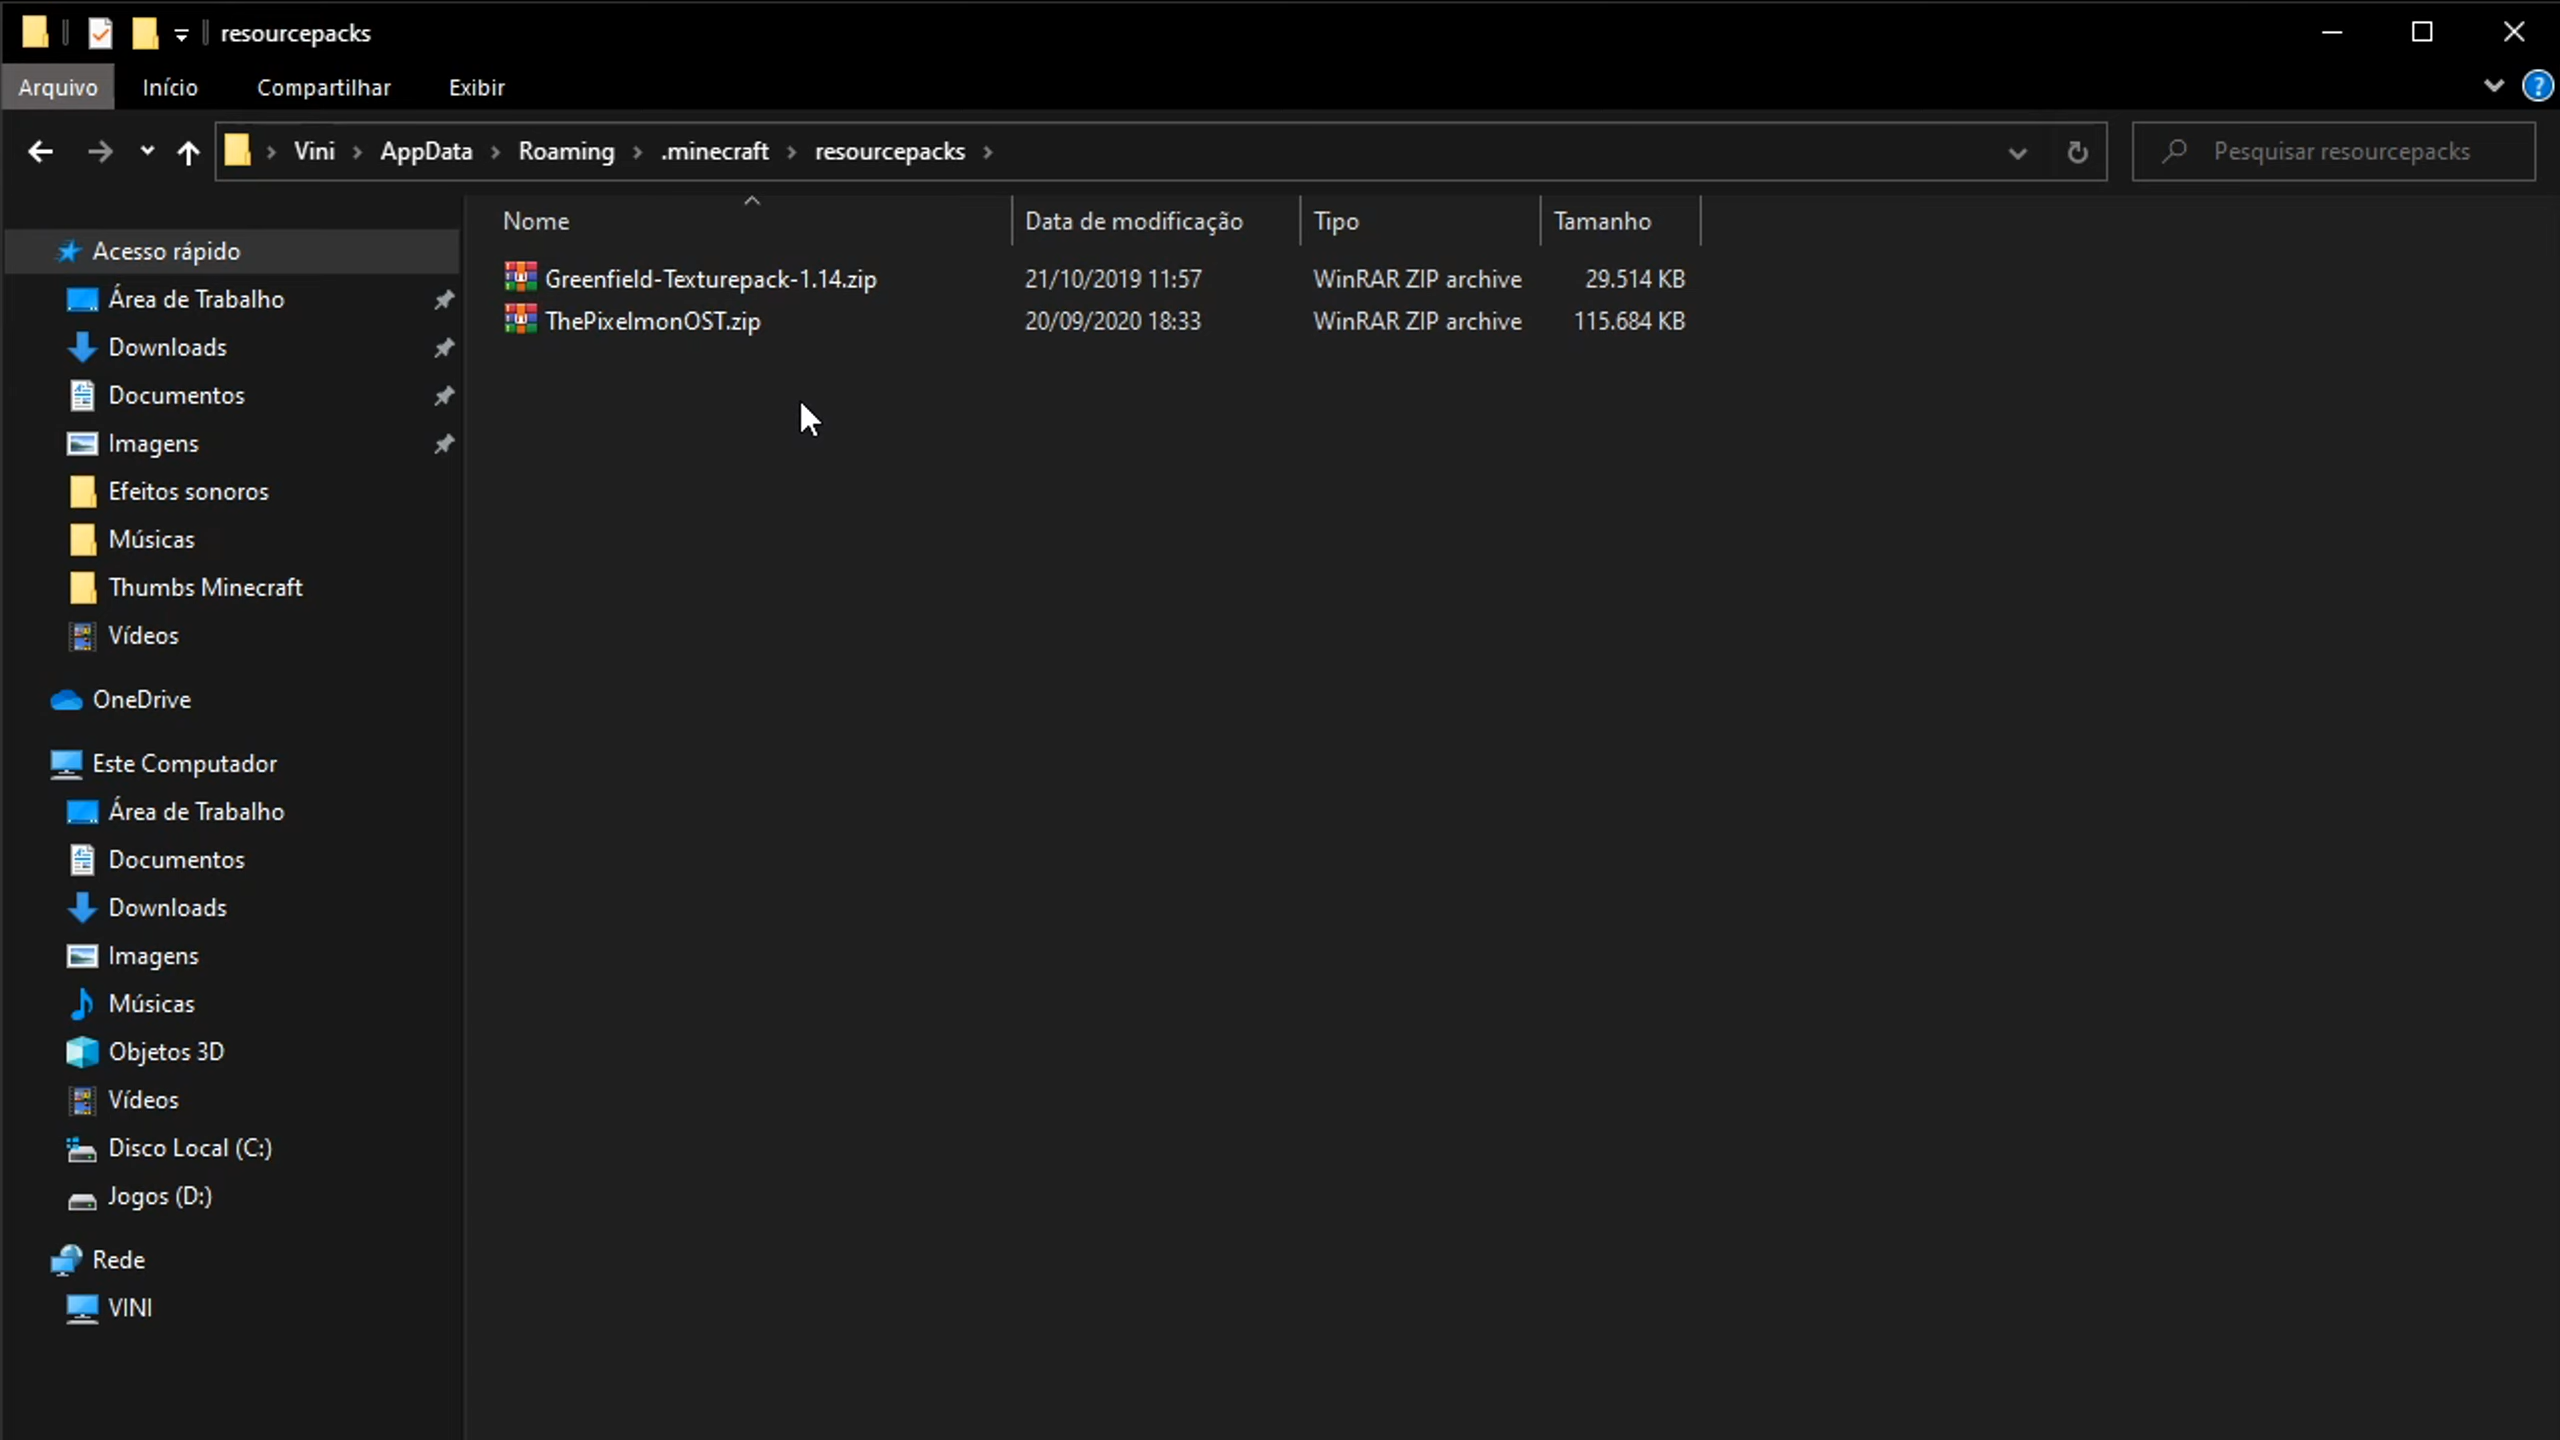 resourcepacks
Arquivo Início Compartilhar Exibir
Vini AppData Roaming .minecraft resourcepacks Pesquisar resourcepacks
Nome Data de modificação Tipo Tamanho
Greenfield-Texturepack-1.14.zip 21/10/2019 11:57 WinRAR ZIP archive 29.514 KB
ThePixelmonOST.zip 20/09/2020 18:33 WinRAR ZIP archive 115.684 KB
Acesso rápido
Área de Trabalho
Downloads
Documentos
Imagens
Efeitos sonoros
Músicas
Thumbs Minecraft
Vídeos
OneDrive
Este Computador
Área de Trabalho
Documentos
Downloads
Imagens
Músicas
Objetos 3D
Vídeos
Disco Local (C:)
Jogos (D:)
Rede
VINI